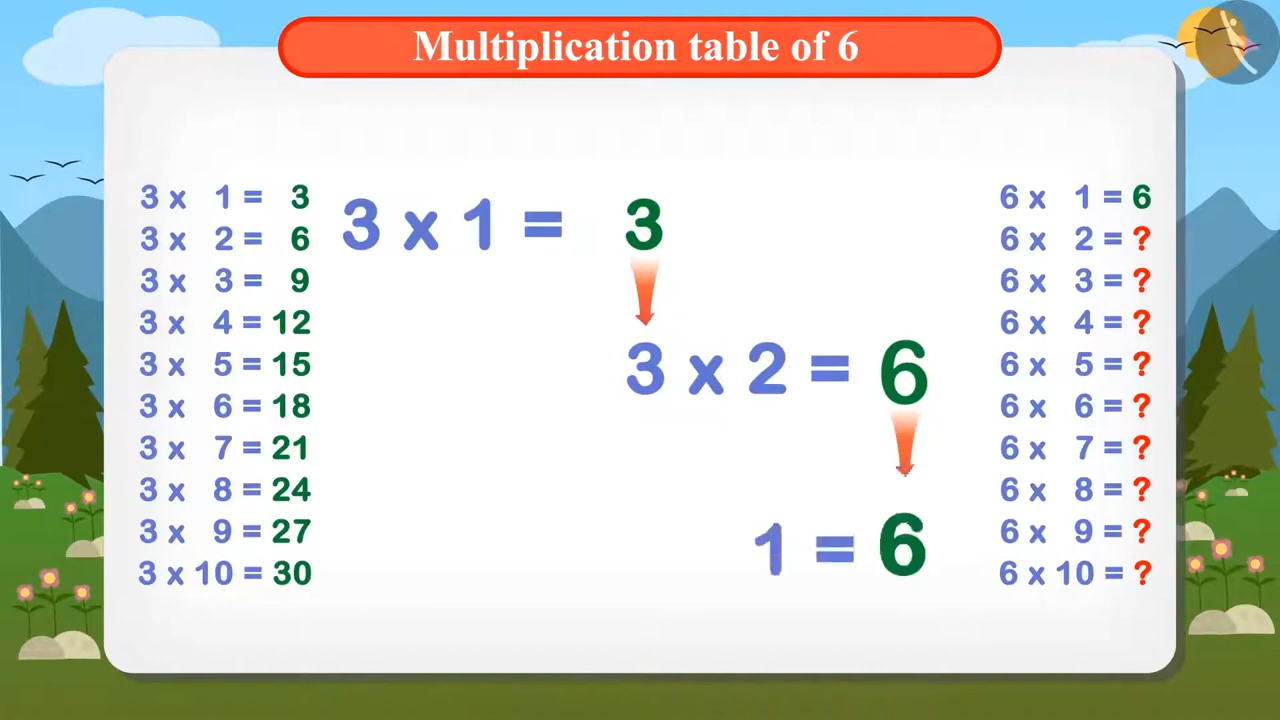 Multiplication table of 6
3 x 1 = 3
3 x 2 = 6
3 x 3 = 9
3 x 4 = 12
3 x 5 = 15
3 x 6 = 18
3 x 7 = 21
3 x 8 = 24
3 x 9 = 27
3 x 10 = 30
3 x 1 = 3
3 x 2 = 6
1 = 6
6 x 1 = 6
6 x 2 = ?
6 x 3 = ?
6 x 4 = ?
6 x 5 = ?
6 x 6 = ?
6 x 7 = ?
6 x 8 = ?
6 x 9 = ?
6 x 10 = ?